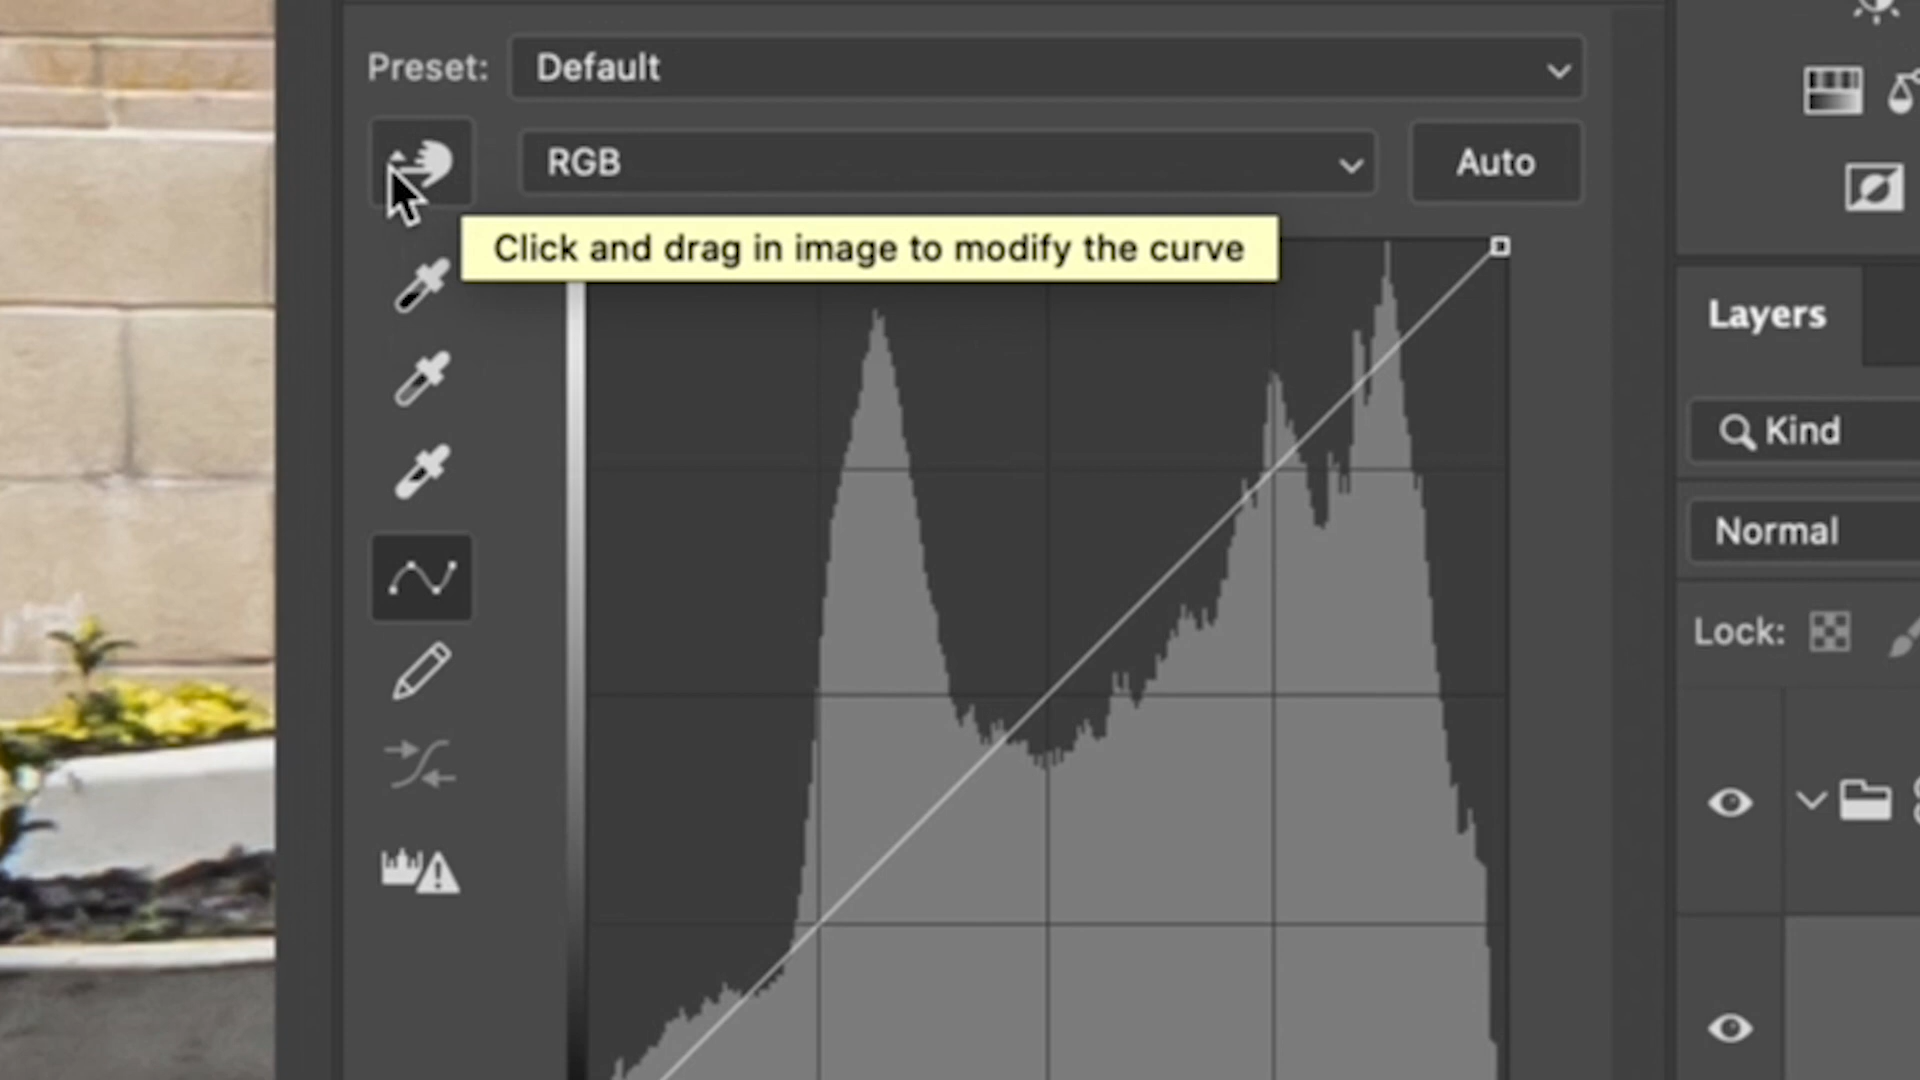 Preset: Default
RGB Auto
Click and drag in image to modify the curve
Layers
Kind
Normal
Lock: